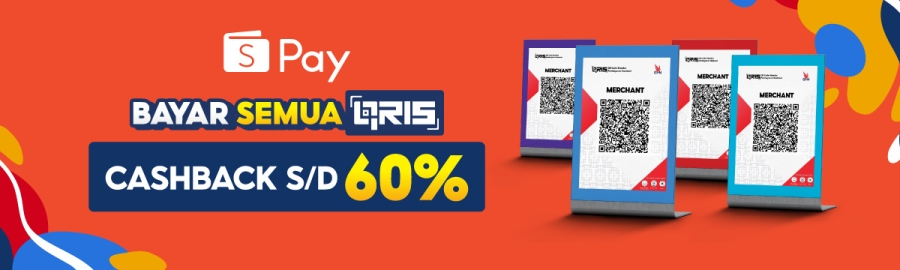 S Pay
BAYAR SEMUA QRIS
CASHBACK S/D 60%
MERCHANT
MERCHANT
MERCHANT
MERCHANT